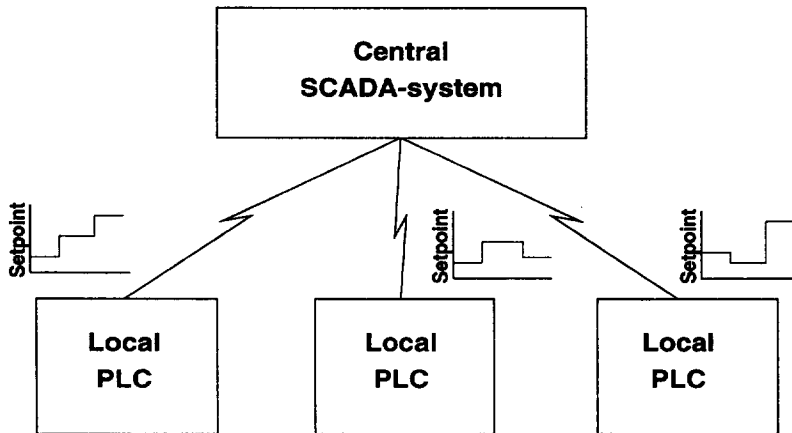 Central
SCADA-system
Setpoint
Setpoint
Setpoint
Local
PLC
Local
PLC
Local
PLC